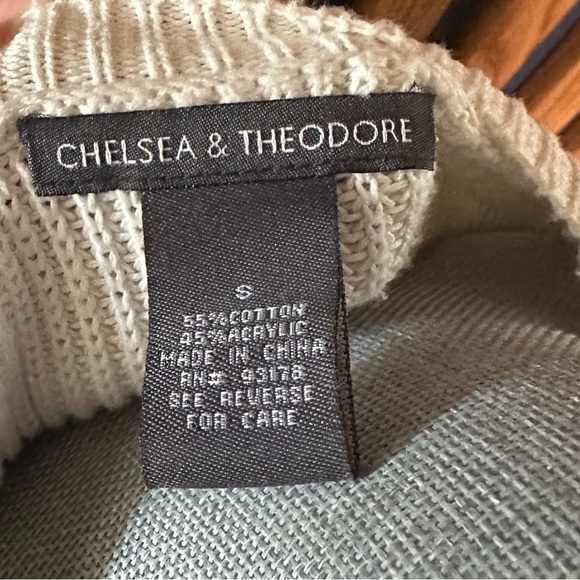 CHELSEA & THEODORE
S
55% COTTON
45% ACRYLIC
MADE IN CHINA
RN# 93178
SEE REVERSE
FOR CARE